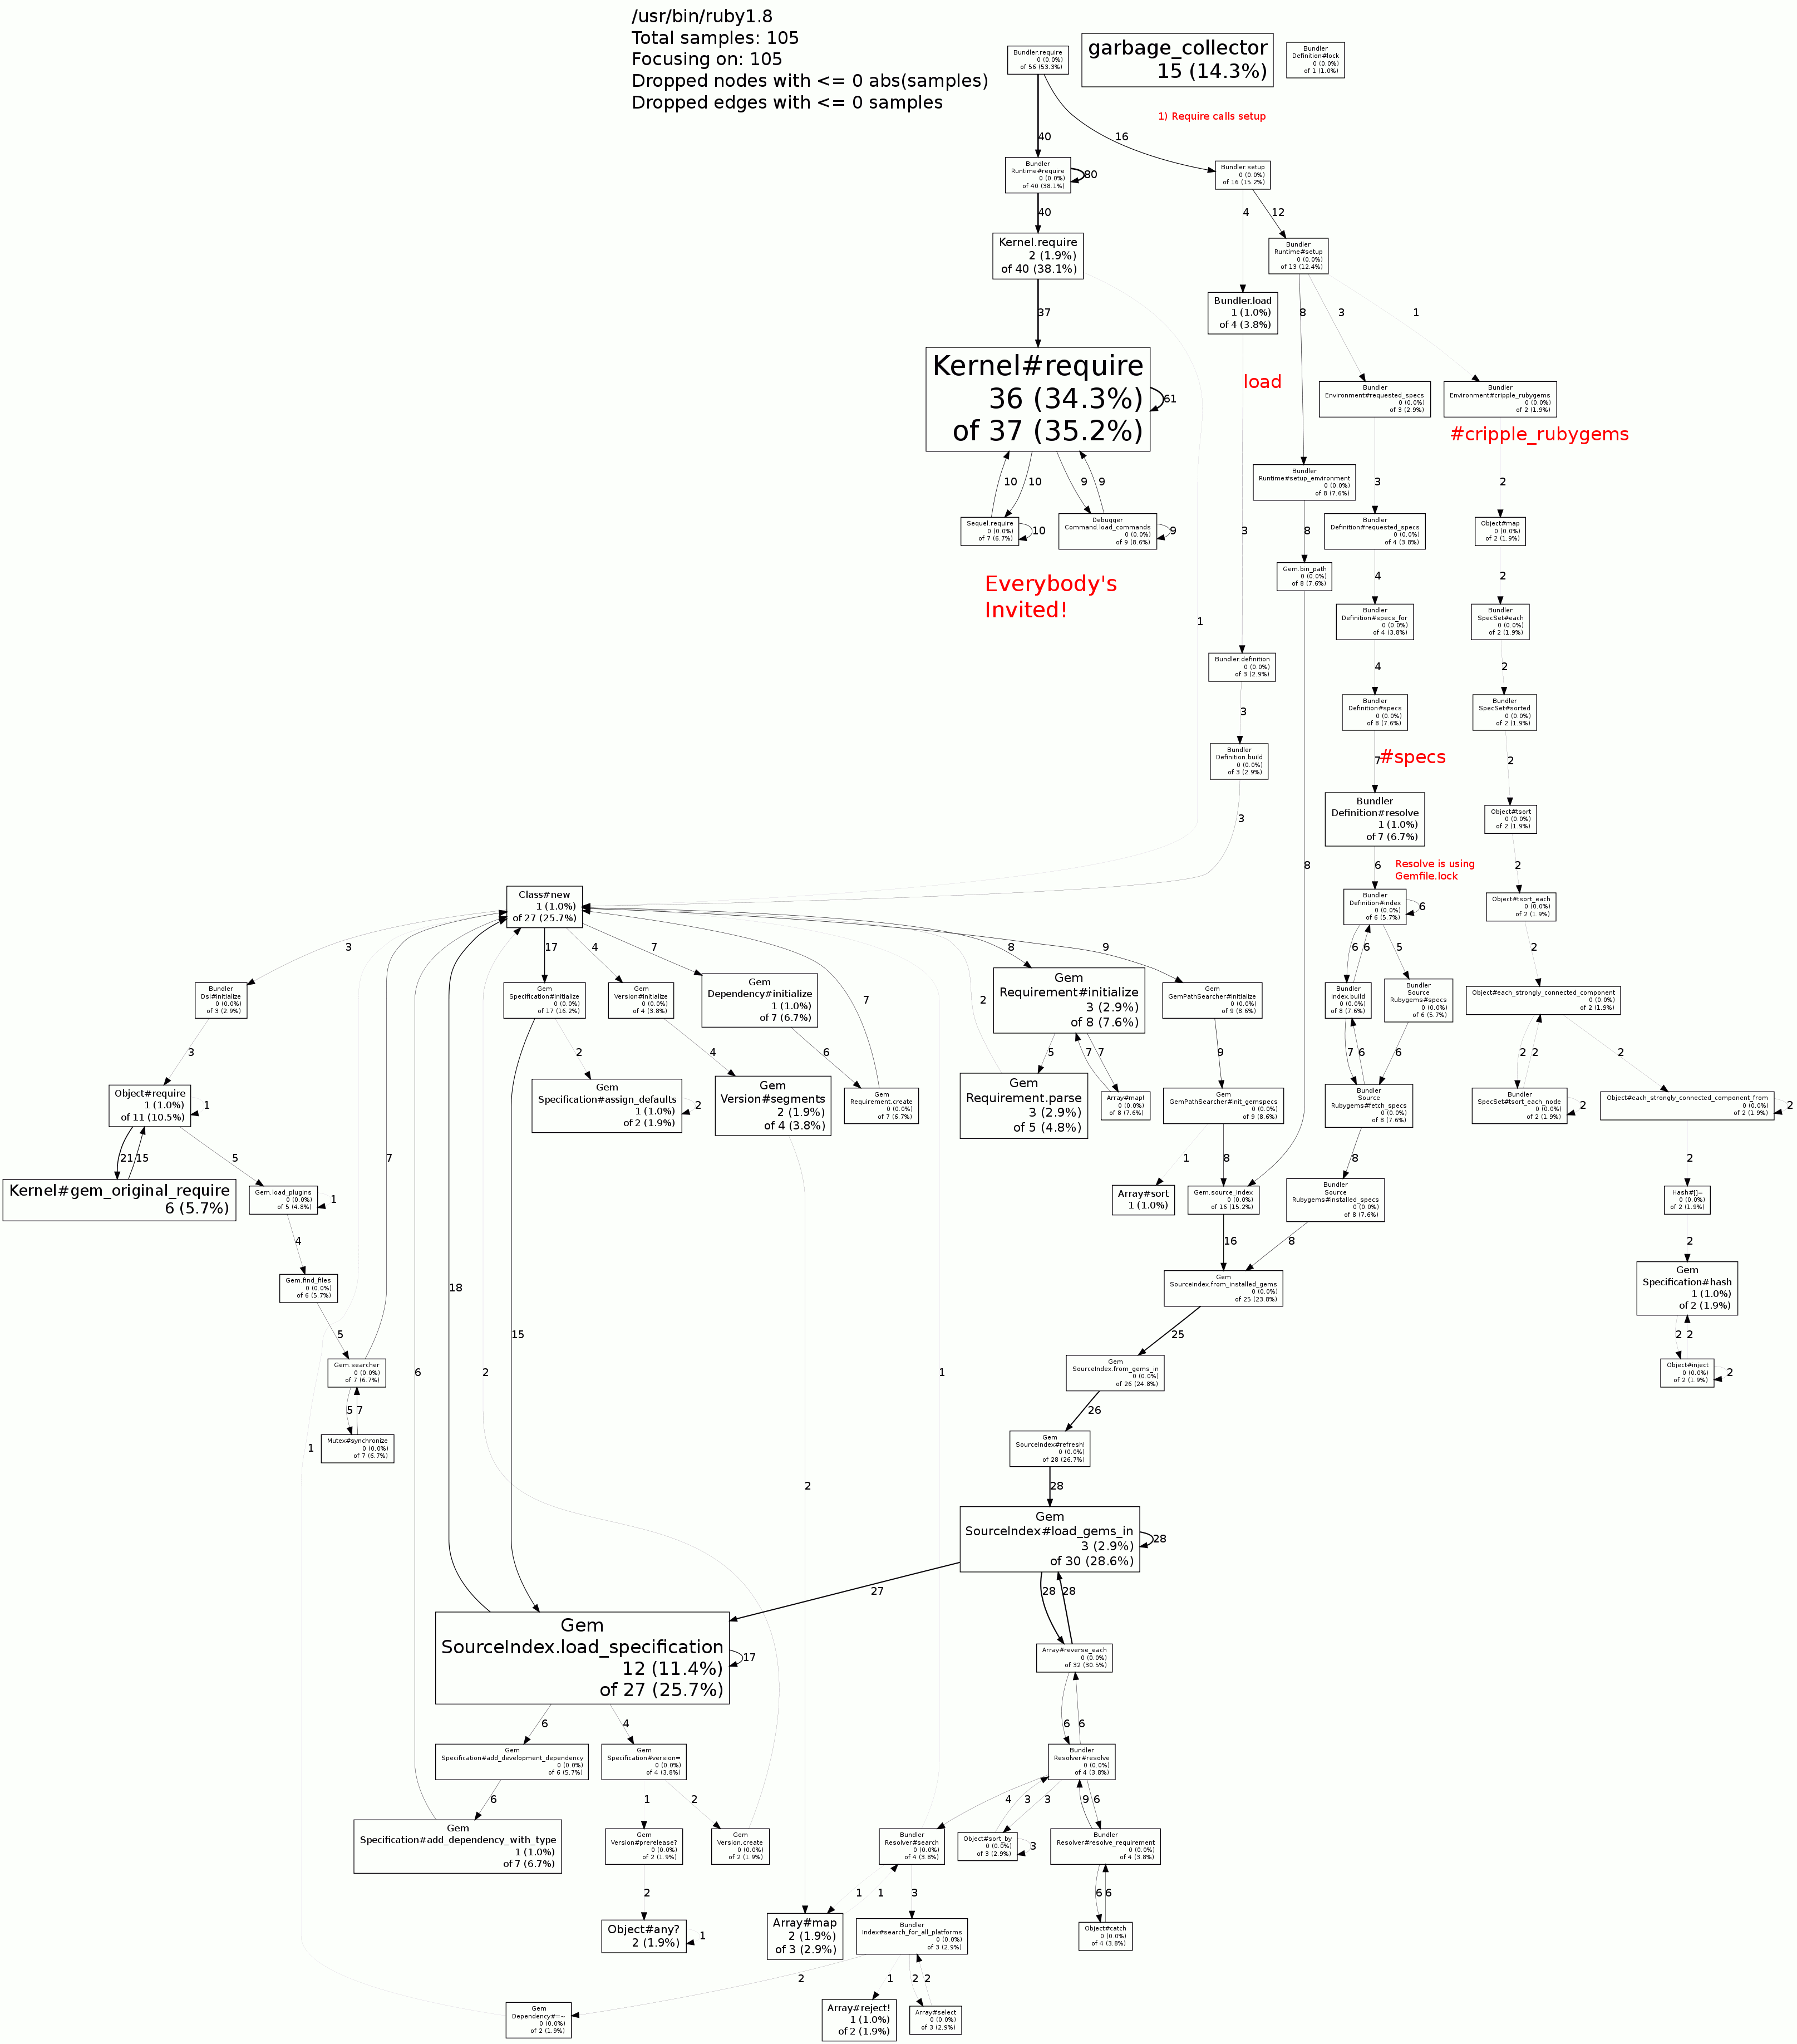 /usr/bin/ruby1.8
Total samples: 105
Focusing on: 105
Dropped nodes with <= 0 abs(samples)
Dropped edges with <= 0 samples
Bundler.require
0 (0.0%)
of 56 (53.3%)
garbage_collector
15 (14.3%)
Bundler
Definition#lock
0 (0.0%)
of 1 (1.0%)
1) Require calls setup
40
16
Bundler
Runtime#require
0 (0.0%)
of 40 (38.1%)
80
Bundler.setup
0 (0.0%)
of 16 (15.2%)
40
4
12
Kernel.require
2 (1.9%)
of 40 (38.1%)
Bundler
Runtime#setup
0 (0.0%)
of 13 (12.4%)
37
Bundler.load
1 (1.0%)
of 4 (3.8%)
8
3
1
Kernel#require
36 (34.3%)
of 37 (35.2%)
61
load
Bundler
Environment#requested_specs
0 (0.0%)
of 3 (2.9%)
Bundler
Environment#cripple_rubygems
0 (0.0%)
of 2 (1.9%)
#cripple_rubygems
10
10
9
9
Bundler
Runtime#setup_environment
0 (0.0%)
of 8 (7.6%)
3
2
Sequel.require
0 (0.0%)
of 7 (6.7%)
10
Debugger
Command.load_commands
0 (0.0%)
of 9 (8.6%)
9
3
8
Bundler
Definition#requested_specs
0 (0.0%)
of 4 (3.8%)
Object#map
0 (0.0%)
of 2 (1.9%)
Everybody's
Invited!
Gem.bin_path
0 (0.0%)
of 8 (7.6%)
4
2
1
Bundler
Definition#specs_for
0 (0.0%)
of 4 (3.8%)
Bundler
SpecSet#each
0 (0.0%)
of 2 (1.9%)
Bundler.definition
0 (0.0%)
of 3 (2.9%)
4
2
3
Bundler
Definition#specs
0 (0.0%)
of 8 (7.6%)
Bundler
SpecSet#sorted
0 (0.0%)
of 2 (1.9%)
Bundler
Definition.build
0 (0.0%)
of 3 (2.9%)
7
#specs
2
3
8
Bundler
Definition#resolve
1 (1.0%)
of 7 (6.7%)
Object#tsort
0 (0.0%)
of 2 (1.9%)
6
Resolve is using
Gemfile.lock
2
Class#new
1 (1.0%)
of 27 (25.7%)
Bundler
Definition#index
0 (0.0%)
of 6 (5.7%)
6
Object#tsort_each
0 (0.0%)
of 2 (1.9%)
3
17
4
7
8
9
6
6
5
2
Bundler
Dsl#initialize
0 (0.0%)
of 3 (2.9%)
Gem
Specification#initialize
0 (0.0%)
of 17 (16.2%)
Gem
Version#initialize
0 (0.0%)
of 4 (3.8%)
Gem
Dependency#initialize
1 (1.0%)
of 7 (6.7%)
7
2
Gem
Requirement#initialize
3 (2.9%)
of 8 (7.6%)
Gem
GemPathSearcher#initialize
0 (0.0%)
of 9 (8.6%)
Bundler
Index.build
0 (0.0%)
of 8 (7.6%)
Bundler
Source
Rubygems#specs
0 (0.0%)
of 6 (5.7%)
Object#each_strongly_connected_component
0 (0.0%)
of 2 (1.9%)
3
2
4
6
5
7
7
9
7
6
6
2
2
2
Object#require
1 (1.0%)
of 11 (10.5%)
1
Gem
Specification#assign_defaults
1 (1.0%)
of 2 (1.9%)
2
Gem
Version#segments
2 (1.9%)
of 4 (3.8%)
Gem
Requirement.create
0 (0.0%)
of 7 (6.7%)
Gem
Requirement.parse
3 (2.9%)
of 5 (4.8%)
Array#map!
0 (0.0%)
of 8 (7.6%)
Gem
GemPathSearcher#init_gemspecs
0 (0.0%)
of 9 (8.6%)
Bundler
Source
Rubygems#fetch_specs
0 (0.0%)
of 8 (7.6%)
Bundler
SpecSet#tsort_each_node
0 (0.0%)
of 2 (1.9%)
2
Object#each_strongly_connected_component_from
0 (0.0%)
of 2 (1.9%)
2
21
15
5
7
1
8
8
2
Kernel#gem_original_require
6 (5.7%)
Gem.load_plugins
0 (0.0%)
of 5 (4.8%)
1
Array#sort
1 (1.0%)
Gem.source_index
0 (0.0%)
of 16 (15.2%)
Bundler
Source
Rubygems#installed_specs
0 (0.0%)
of 8 (7.6%)
Hash#[]=
0 (0.0%)
of 2 (1.9%)
4
16
8
2
Gem.find_files
0 (0.0%)
of 6 (5.7%)
18
Gem
SourceIndex.from_installed_gems
0 (0.0%)
of 25 (23.8%)
Gem
Specification#hash
1 (1.0%)
of 2 (1.9%)
5
15
25
2
2
Gem.searcher
0 (0.0%)
of 7 (6.7%)
6
2
1
Gem
SourceIndex.from_gems_in
0 (0.0%)
of 26 (24.8%)
Object#inject
0 (0.0%)
of 2 (1.9%)
2
5
7
26
Mutex#synchronize
0 (0.0%)
of 7 (6.7%)
1
Gem
SourceIndex#refresh!
0 (0.0%)
of 28 (26.7%)
2
28
Gem
SourceIndex#load_gems_in
3 (2.9%)
of 30 (28.6%)
28
27
28
28
Gem
SourceIndex.load_specification
12 (11.4%)
of 27 (25.7%)
17
Array#reverse_each
0 (0.0%)
of 32 (30.5%)
6
4
6
6
Gem
Specification#add_development_dependency
0 (0.0%)
of 6 (5.7%)
Gem
Specification#version=
0 (0.0%)
of 4 (3.8%)
Bundler
Resolver#resolve
0 (0.0%)
of 4 (3.8%)
6
1
2
4
3
3
9
6
Gem
Specification#add_dependency_with_type
1 (1.0%)
of 7 (6.7%)
Gem
Version#prerelease?
0 (0.0%)
of 2 (1.9%)
Gem
Version.create
0 (0.0%)
of 2 (1.9%)
Bundler
Resolver#search
0 (0.0%)
of 4 (3.8%)
Object#sort_by
0 (0.0%)
of 3 (2.9%)
3
Bundler
Resolver#resolve_requirement
0 (0.0%)
of 4 (3.8%)
2
1
1
3
6
6
Object#any?
2 (1.9%)
1
Array#map
2 (1.9%)
of 3 (2.9%)
Bundler
Index#search_for_all_platforms
0 (0.0%)
of 3 (2.9%)
Object#catch
0 (0.0%)
of 4 (3.8%)
2
1
2
2
Gem
Dependency#=~
0 (0.0%)
of 2 (1.9%)
Array#reject!
1 (1.0%)
of 2 (1.9%)
Array#select
0 (0.0%)
of 3 (2.9%)